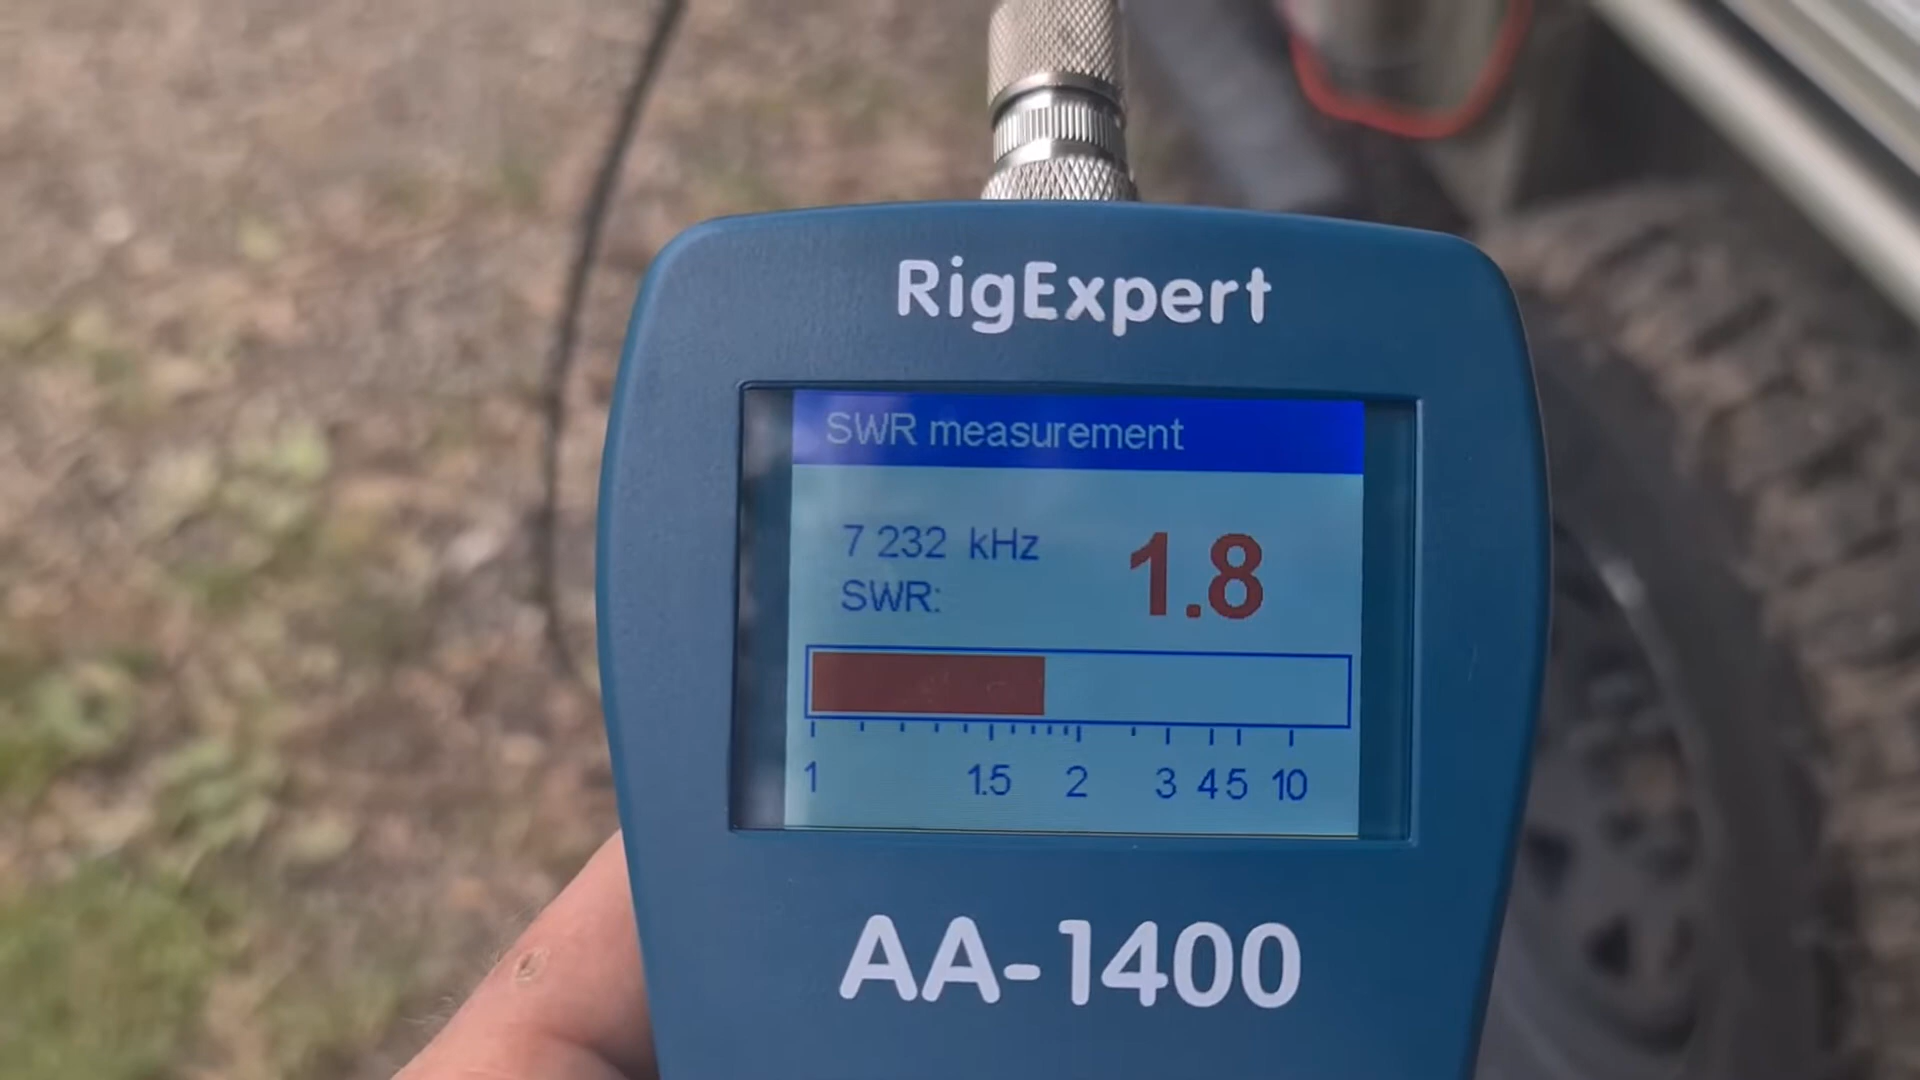 RigExpert
SWR measurement
7 232 kHz
1.8
SWR:
1 1.5 2 3 4 5 10
AA-1400